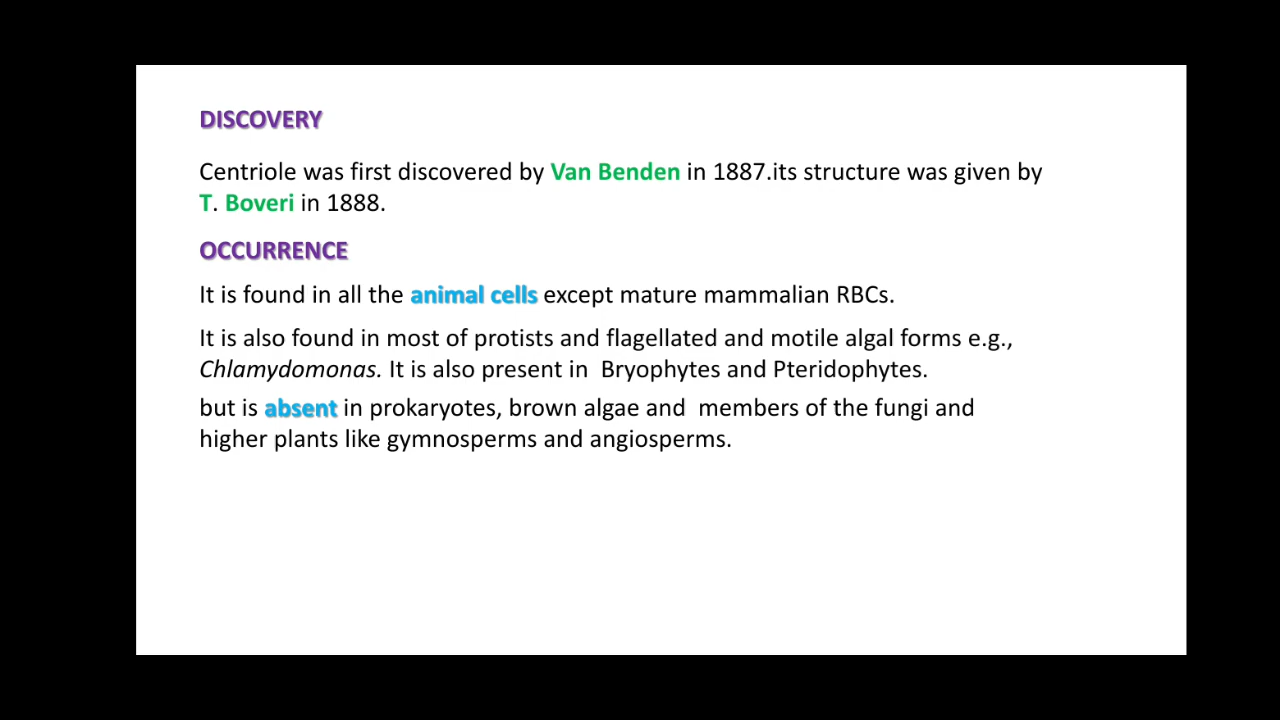 DISCOVERY
Centriole was first discovered by Van Benden in 1887.its structure was given by
T. Boveri in 1888.
OCCURRENCE
It is found in all the animal cells except mature mammalian RBCs.
It is also found in most of protists and flagellated and motile algal forms e.g.,
Chlamydomonas. It is also present in  Bryophytes and Pteridophytes.
but is absent in prokaryotes, brown algae and  members of the fungi and
higher plants like gymnosperms and angiosperms.